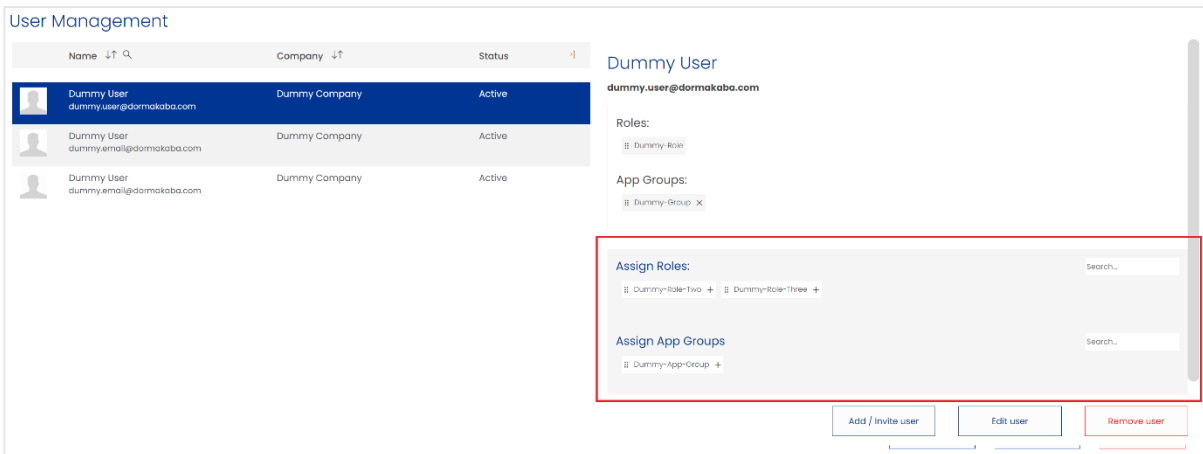 User Management
Name Company Status
Dummy User Dummy Company Active
dummy.user@dormakaba.com
Dummy User Dummy Company Active
dummy.email@dormakaba.com
Dummy User Dummy Company Active
dummy.email@dormakaba.com
Dummy User
dummy.user@dormakaba.com
Roles:
Dummy-Role
App Groups:
Dummy-Group ×
Assign Roles: Search...
Dummy-Role-Two + Dummy-Role-Three +
Assign App Groups Search...
Dummy-App-Group +
Add / Invite user Edit user Remove user